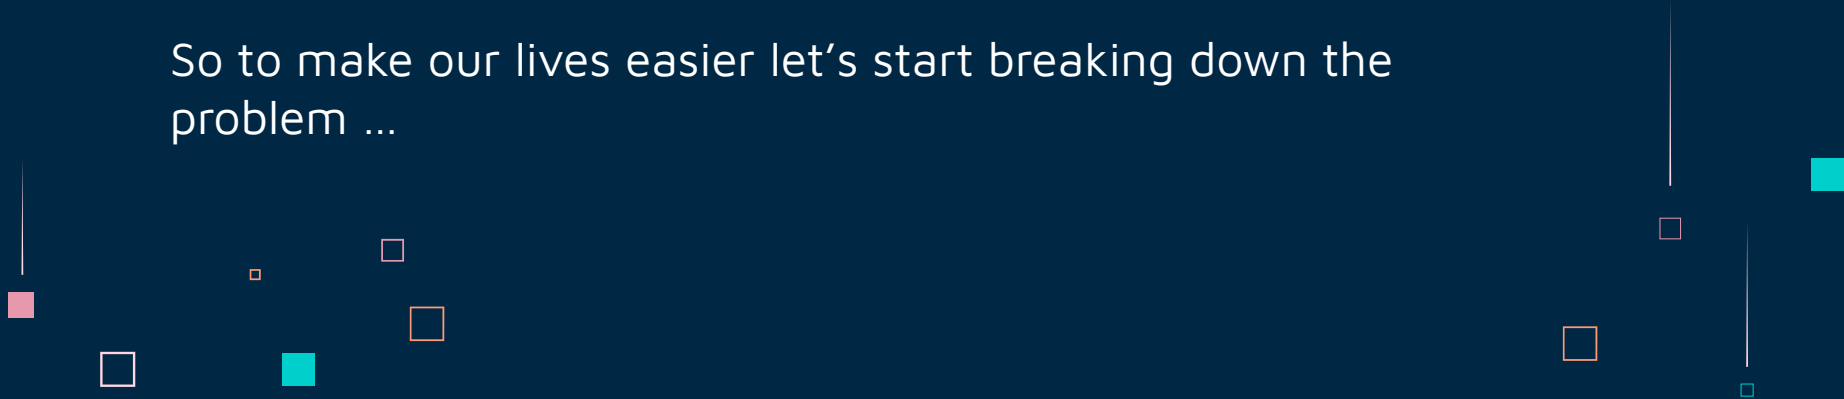 So to make our lives easier let’s start breaking down the
problem ...